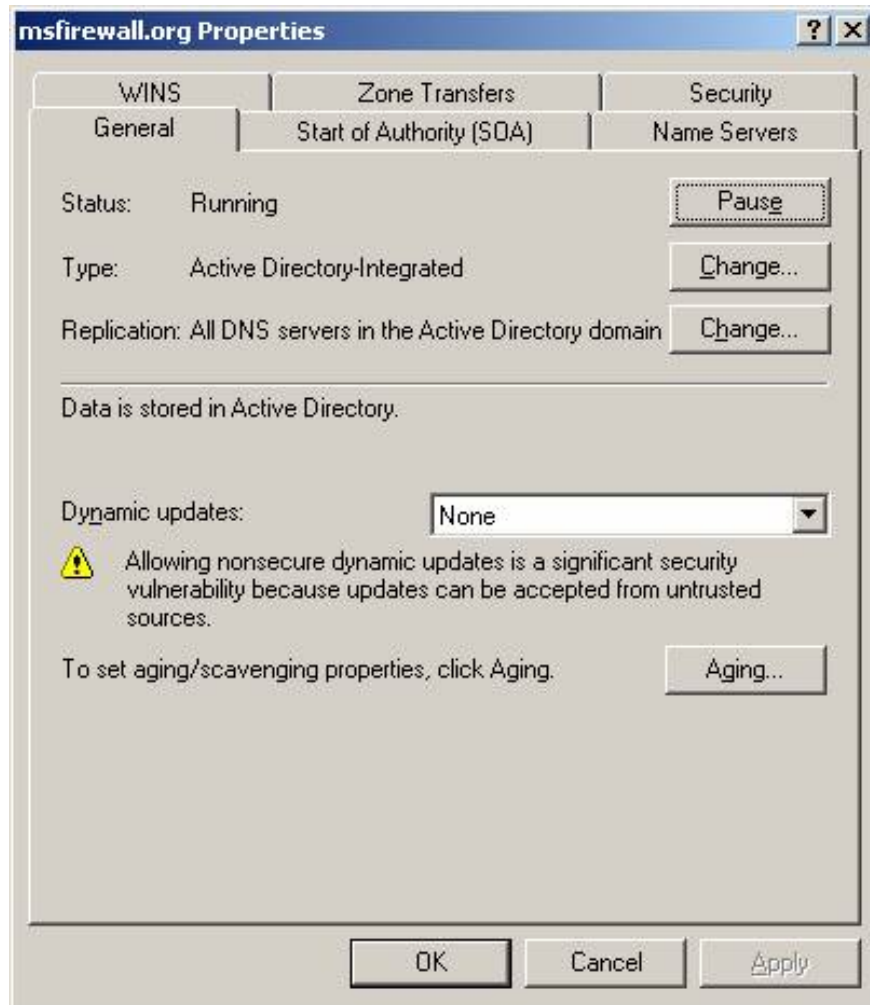 msfirewall.org Properties
WINS Zone Transfers Security
General Start of Authority (SOA) Name Servers
Status: Running Pause
Type: Active Directory-Integrated Change...
Replication: All DNS servers in the Active Directory domain Change...
Data is stored in Active Directory.
Dynamic updates: None
Allowing nonsecure dynamic updates is a significant security
vulnerability because updates can be accepted from untrusted
sources.
To set aging/scavenging properties, click Aging. Aging...
OK Cancel Apply